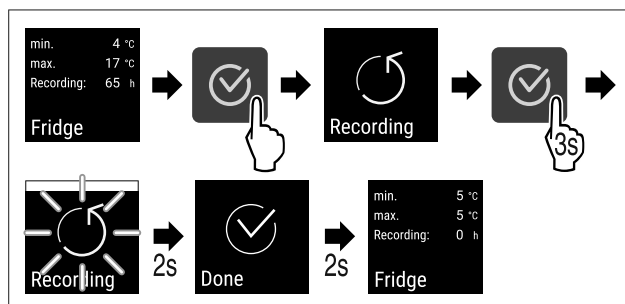 min. 4 °C
max. 17 °C
Recording: 65 h
Fridge
Recording
3s
Recording
2s
Done
2s
min. 5 °C
max. 5 °C
Recording: 0 h
Fridge